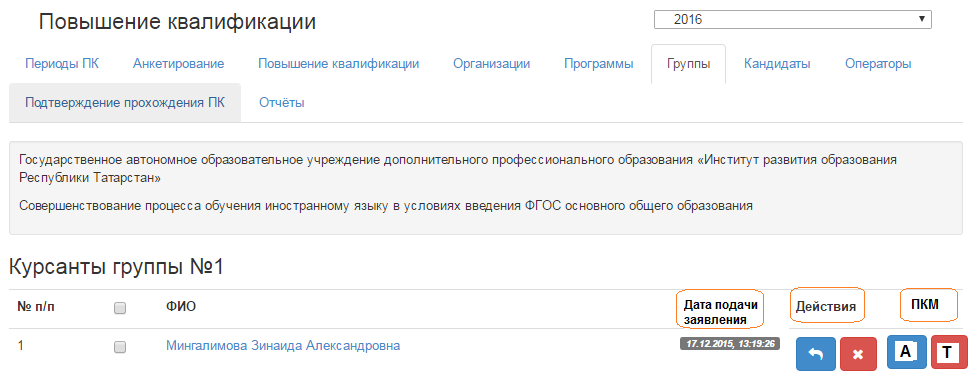 Повышение квалификации
2016
Периоды ПК Анкетирование Повышение квалификации Организации Программы Группы Кандидаты Операторы
Подтверждение прохождения ПК Отчёты
Государственное автономное образовательное учреждение дополнительного профессионального образования «Институт развития образования
Республики Татарстан»
Совершенствование процесса обучения иностранному языку в условиях введения ФГОС основного общего образования
Курсанты группы №1
№ п/п ФИО Дата подачи заявления Действия ПКМ
1 Мингалимова Зинаида Александровна 17.12.2015, 13:19:26 А Т